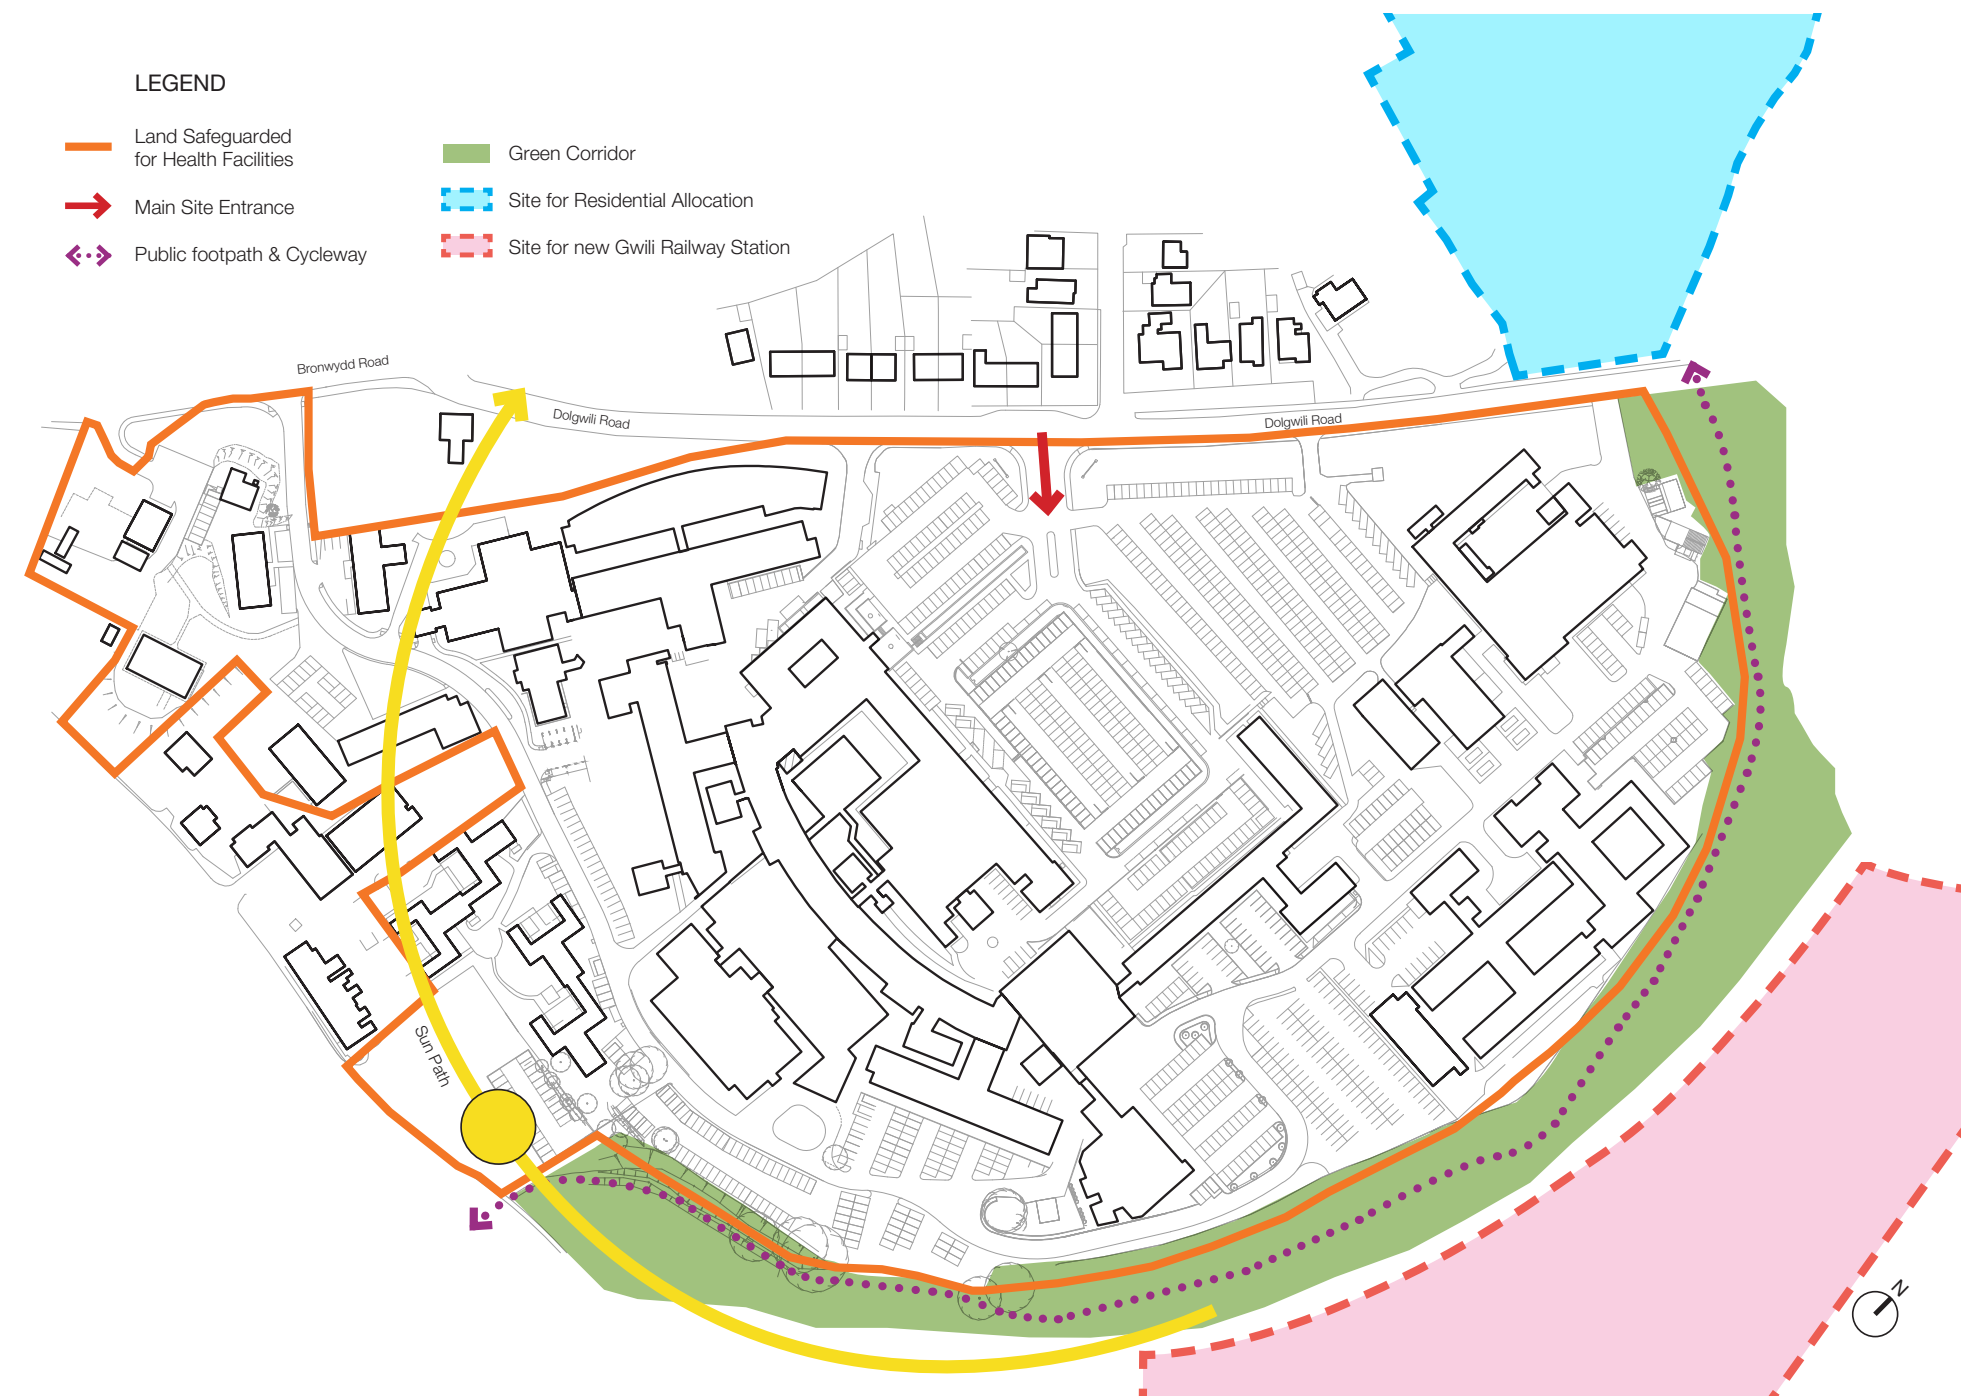 LEGEND
Land Safeguarded
for Health Facilities
Main Site Entrance
Public footpath & Cycleway
Green Corridor
Site for Residential Allocation
Site for new Gwili Railway Station
Bronwydd Road
Dolgwili Road
Dolgwili Road
Sun Path
N